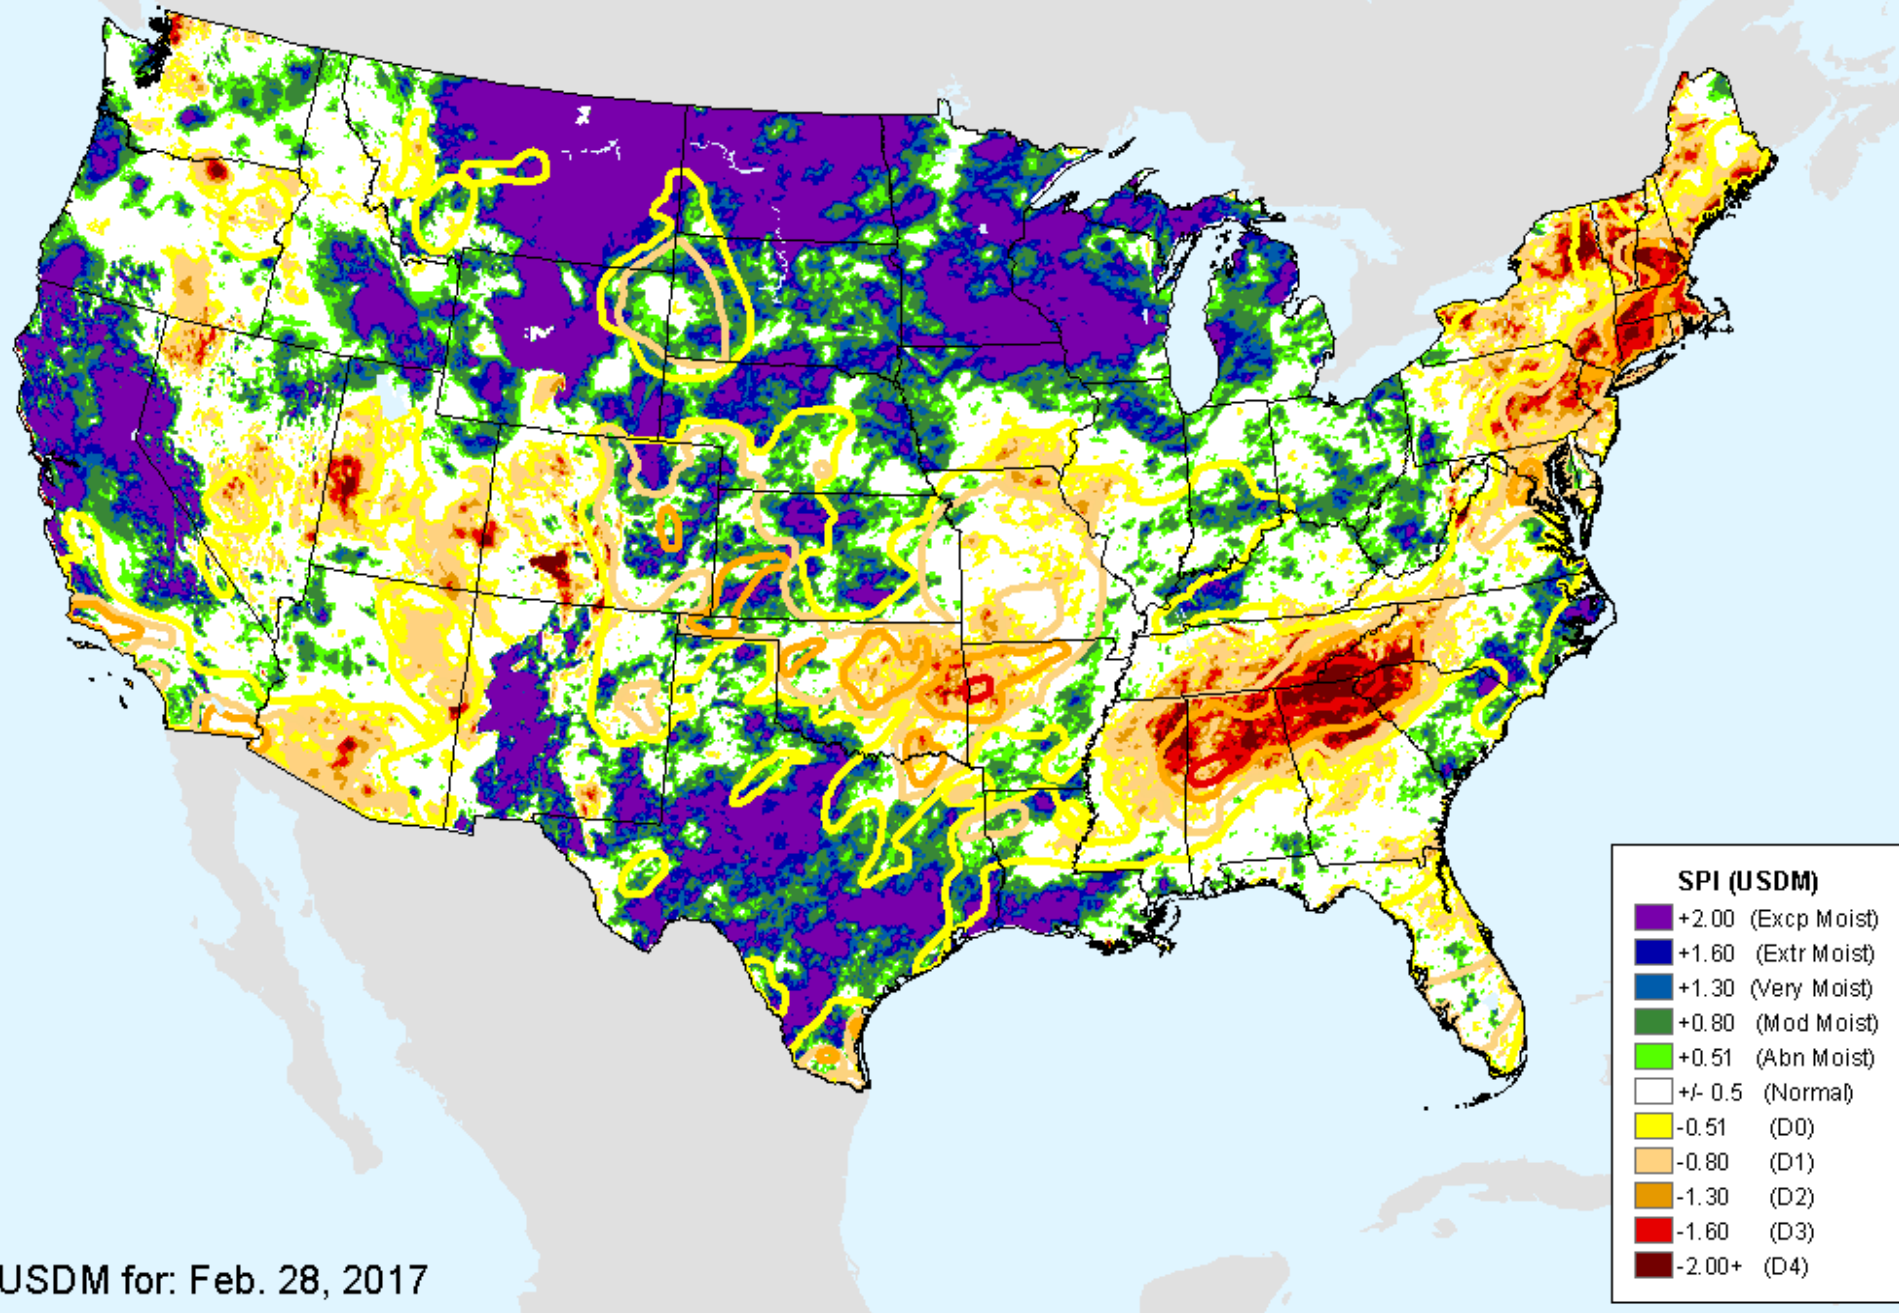 SPI (USDM)
+2.00 (Excp Moist)
+1.60 (Extr Moist)
+1.30 (Very Moist)
+0.80 (Mod Moist)
+0.51 (Abn Moist)
+/- 0.5 (Normal)
-0.51 (D0)
-0.80 (D1)
-1.30 (D2)
-1.60 (D3)
-2.00+ (D4)
USDM for: Feb. 28, 2017